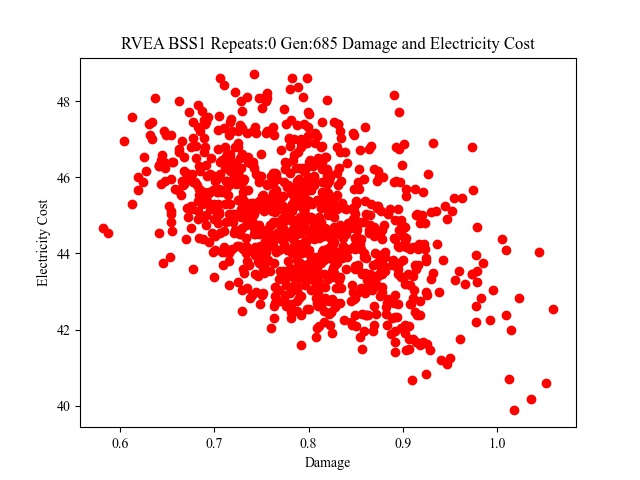 RVEA BSS1 Repeats:0 Gen:685 Damage and Electricity Cost
48
46
44
42
40
Electricity Cost
0.6 0.7 0.8 0.9 1.0
Damage